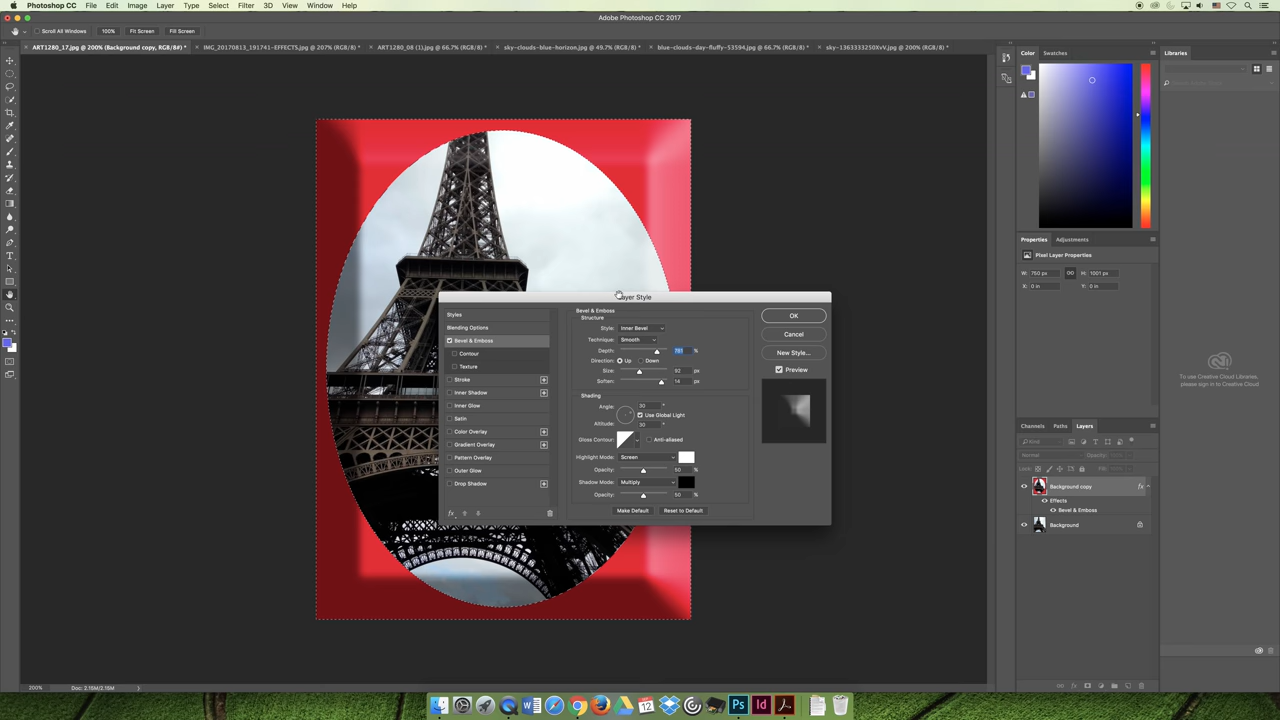 Photoshop CC File Edit Image Layer Type Select Filter 3D View Window Help
Adobe Photoshop CC 2017
Scroll All Windows 100% Fit Screen Fill Screen
ART1280_17.jpg @ 200% (Background copy, RGB/8#) * IMG_20170813_191741-EFFECTS.jpg @ 207% (RGB/8) * ART1280_08 (1).jpg @ 66.7% (RGB/8) * sky-clouds-blue-horizon.jpg @ 49.7% (RGB/8) * blue-clouds-day-fluffy-53594.jpg @ 66.7% (RGB/8) * sky-1363333250XvV.jpg @ 200% (RGB/8) *
Color Swatches
Libraries
Properties Adjustments
Pixel Layer Properties
W: 750 px H: 1001 px
X: 0 in Y: 0 in
To use Creative Cloud Libraries,
please sign in to Creative Cloud
Channels Paths Layers
Kind
Normal Opacity:
Lock: Fill:
Background copy fx
Effects
Bevel & Emboss
Background
Layer Style
Styles
Blending Options
Bevel & Emboss
Contour
Texture
Stroke
Inner Shadow
Inner Glow
Satin
Color Overlay
Gradient Overlay
Pattern Overlay
Outer Glow
Drop Shadow
fx
Bevel & Emboss
Structure
Style: Inner Bevel
Technique: Smooth
Depth: 781 %
Direction: Up Down
Size: 92 px
Soften: 14 px
Shading
Angle: 30 °
Use Global Light
Altitude: 30 °
Gloss Contour: Anti-aliased
Highlight Mode: Screen
Opacity: 50 %
Shadow Mode: Multiply
Opacity: 50 %
Make Default Reset to Default
OK
Cancel
New Style...
Preview
200% Doc: 2.15M/2.15M
12
Ps Id